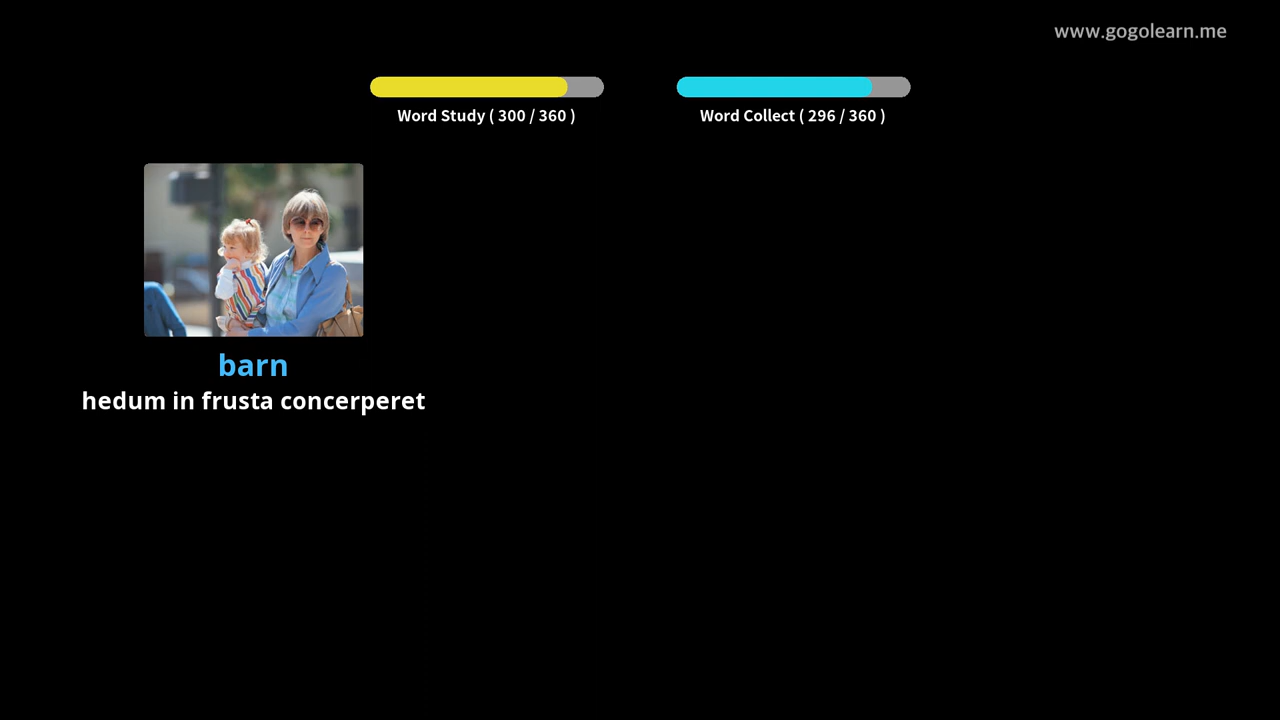 www.gogolearn.me
Word Study ( 300 / 360 )
Word Collect ( 296 / 360 )
barn
hedum in frusta concerperet